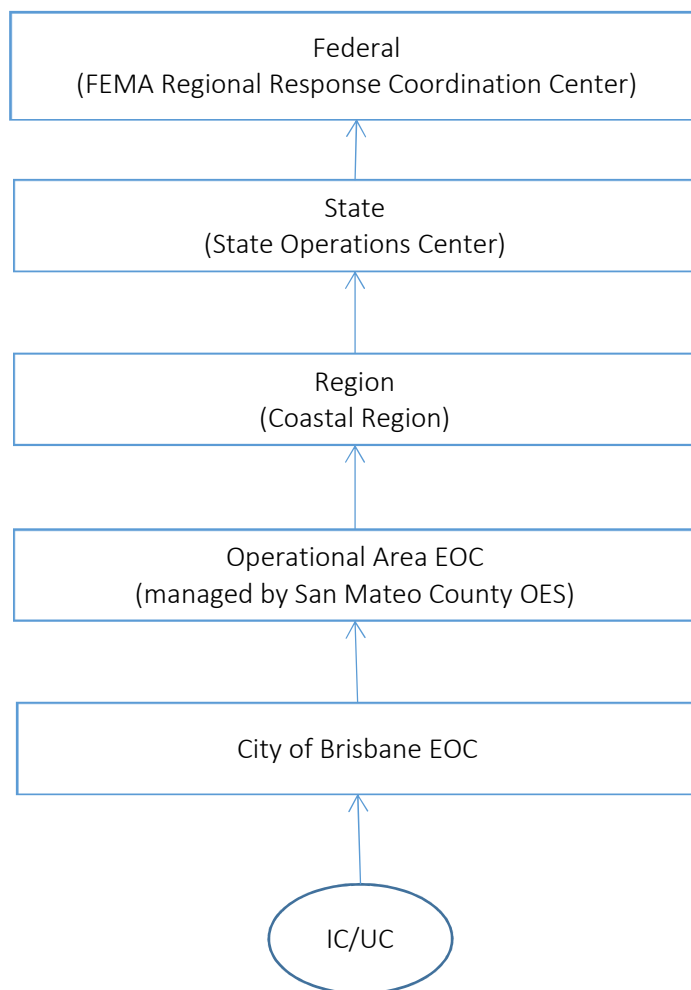 Federal
(FEMA Regional Response Coordination Center)
State
(State Operations Center)
Region
(Coastal Region)
Operational Area EOC
(managed by San Mateo County OES)
City of Brisbane EOC
IC/UC